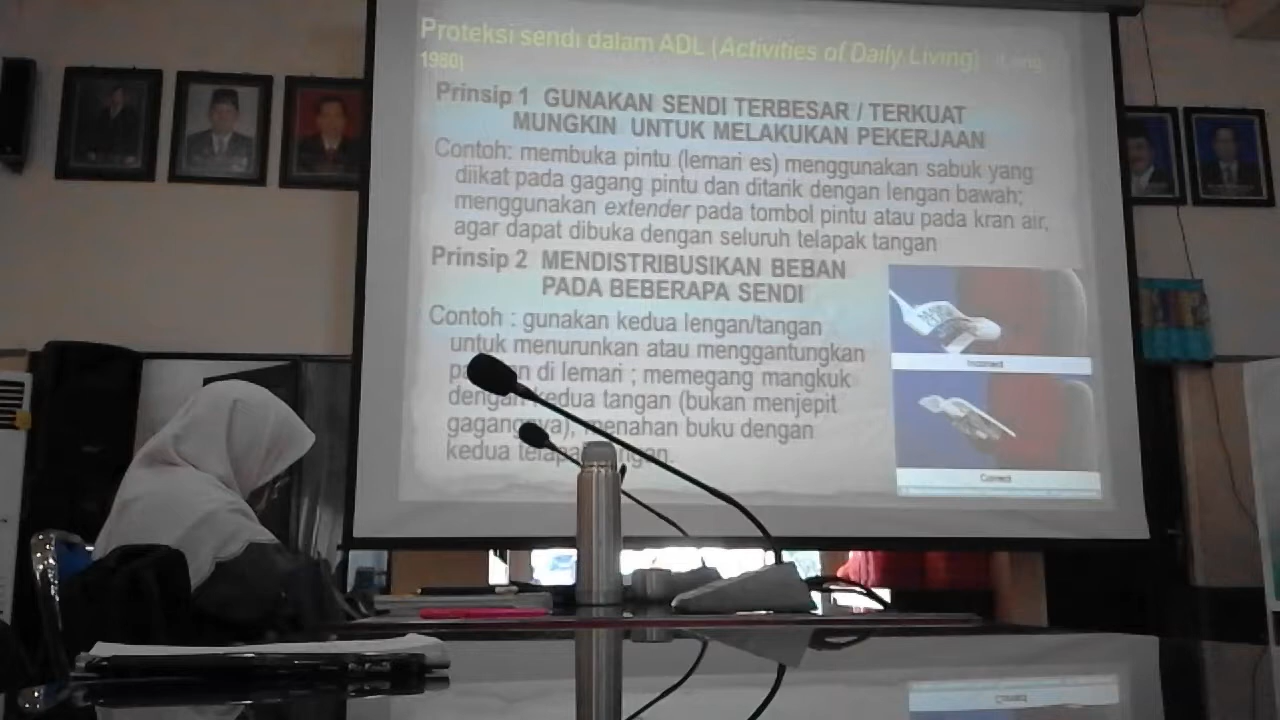 Proteksi sendi dalam ADL (Activities of Daily Living)
1980)
Prinsip 1 GUNAKAN SENDI TERBESAR / TERKUAT
MUNGKIN UNTUK MELAKUKAN PEKERJAAN
Contoh: membuka pintu (lemari es) menggunakan sabuk yang
diikat pada gagang pintu dan ditarik dengan lengan bawah;
menggunakan extender pada tombol pintu atau pada kran air,
agar dapat dibuka dengan seluruh telapak tangan
Prinsip 2 MENDISTRIBUSIKAN BEBAN
PADA BEBERAPA SENDI
Contoh : gunakan kedua lengan/tangan
untuk menurunkan atau menggantungkan
di lemari ; memegang mangkuk
dengan kedua tangan (bukan menjepit
menahan buku dengan
kedua
Incorrect
Correct